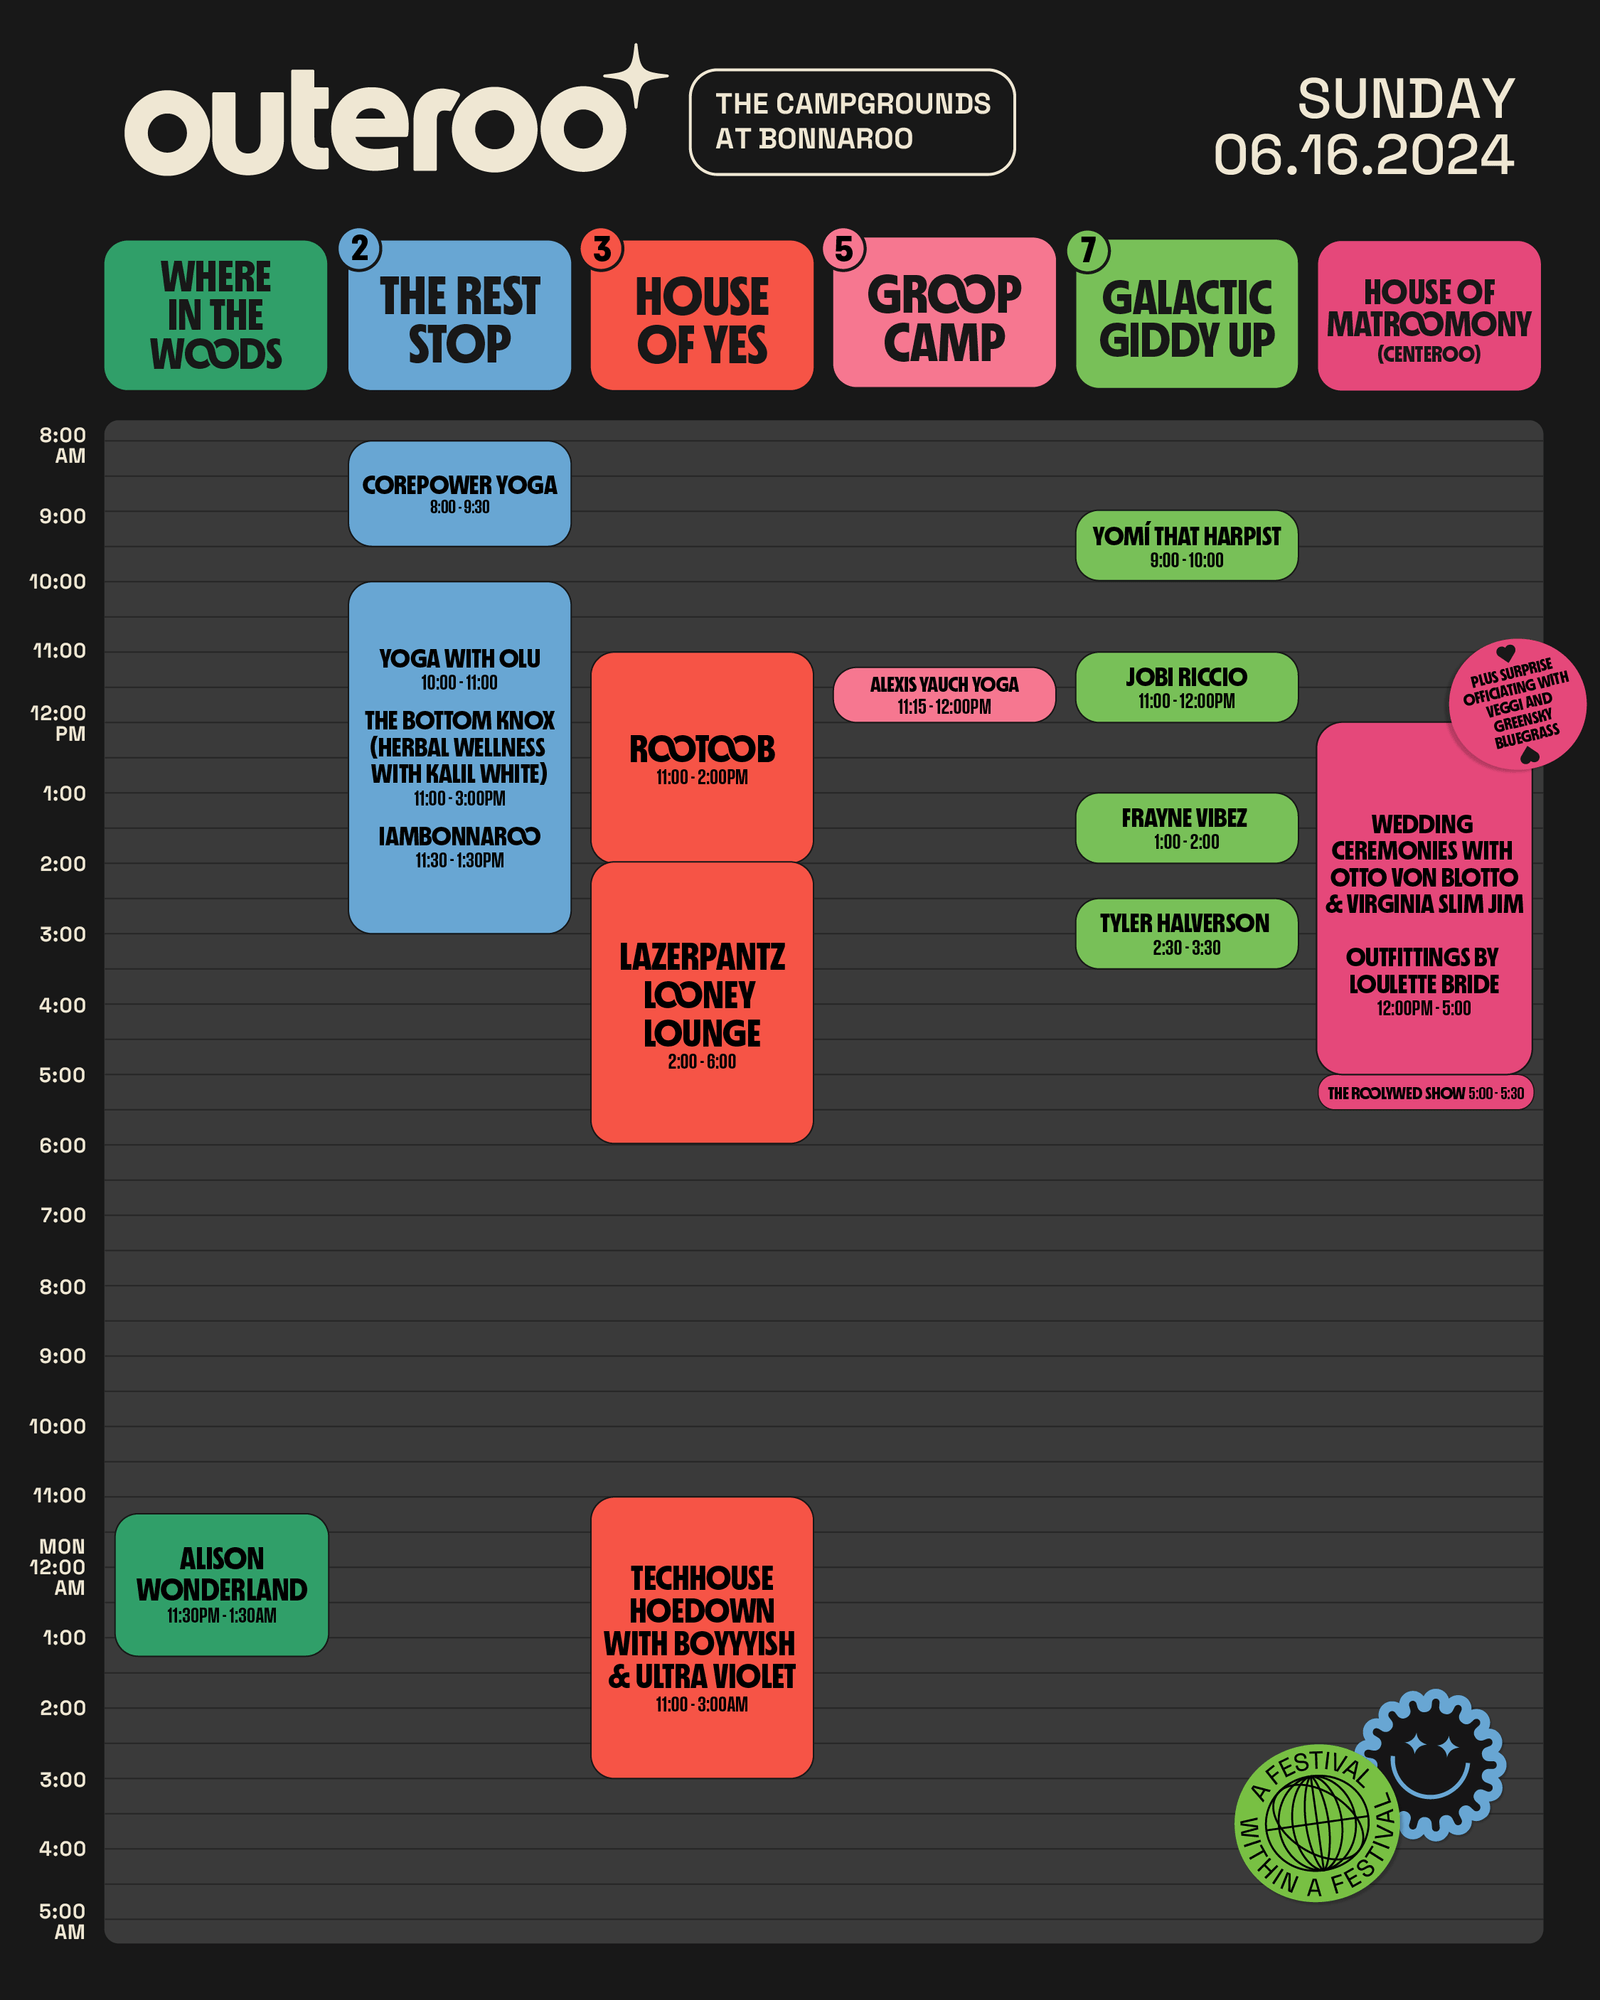 outeroo
THE CAMPGROUNDS
AT BONNAROO
SUNDAY
06.16.2024
WHERE
IN THE
WOODS
2
THE REST
STOP
3
HOUSE
OF YES
5
GROOP
CAMP
7
GALACTIC
GIDDY UP
HOUSE OF
MATROOMONY
(CENTEROO)
8:00
AM
9:00
10:00
11:00
12:00
PM
1:00
2:00
3:00
4:00
5:00
6:00
7:00
8:00
9:00
10:00
11:00
MON
12:00
AM
1:00
2:00
3:00
4:00
5:00
AM
ALISON
WONDERLAND
11:30PM - 1:30AM
COREPOWER YOGA
8:00 - 9:30
YOGA WITH OLU
10:00 - 11:00
THE BOTTOM KNOX
(HERBAL WELLNESS
WITH KALIL WHITE)
11:00 - 3:00PM
IAMBONNAROO
11:30 - 1:30PM
ROOTOOB
11:00 - 2:00PM
LAZERPANTZ
LOONEY
LOUNGE
2:00 - 6:00
TECHHOUSE
HOEDOWN
WITH BOYYYISH
& ULTRA VIOLET
11:00 - 3:00AM
ALEXIS YAUCH YOGA
11:15 - 12:00PM
YOMÍ THAT HARPIST
9:00 - 10:00
JOBI RICCIO
11:00 - 12:00PM
FRAYNE VIBEZ
1:00 - 2:00
TYLER HALVERSON
2:30 - 3:30
PLUS SURPRISE
OFFICIATING WITH
VEGGI AND
GREENSKY
BLUEGRASS
WEDDING
CEREMONIES WITH
OTTO VON BLOTTO
& VIRGINIA SLIM JIM
OUTFITTINGS BY
LOULETTE BRIDE
12:00PM - 5:00
THE ROOLYWED SHOW 5:00 - 5:30
A FESTIVAL
WITHIN A FESTIVAL